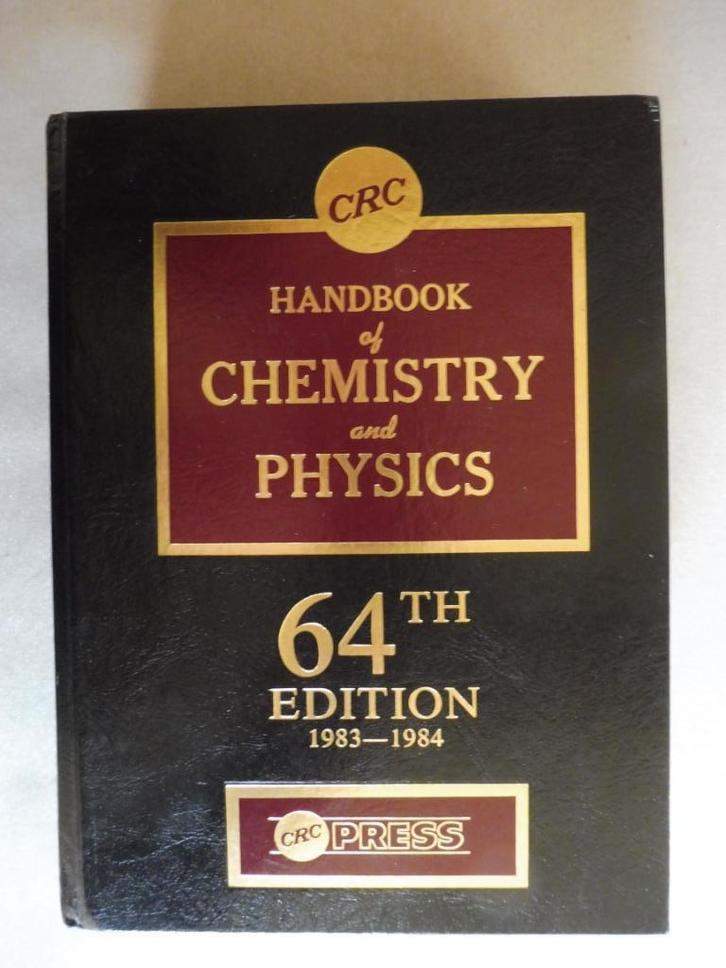 CRC
HANDBOOK
of
CHEMISTRY
and
PHYSICS
64TH
EDITION
1983—1984
CRC PRESS